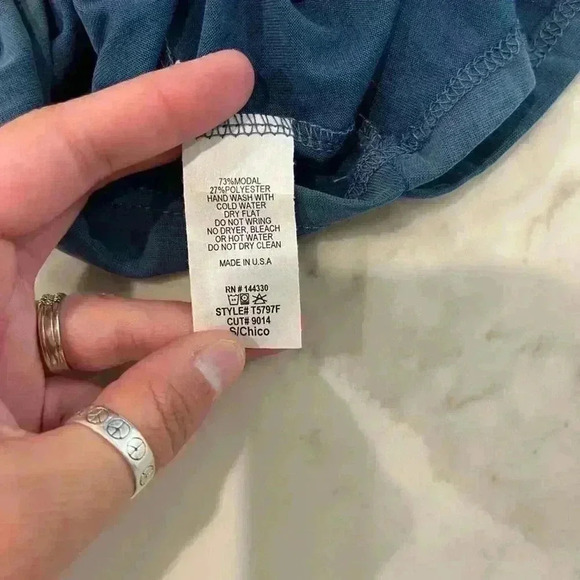 73%MODAL
27%POLYESTER
HAND WASH WITH
COLD WATER
DRY FLAT
DO NOT WRING
NO DRYER, BLEACH
OR HOT WATER
DO NOT DRY CLEAN
MADE IN U.S.A
RN # 144330
STYLE# T5797F
CUT# 9014
S/Chico